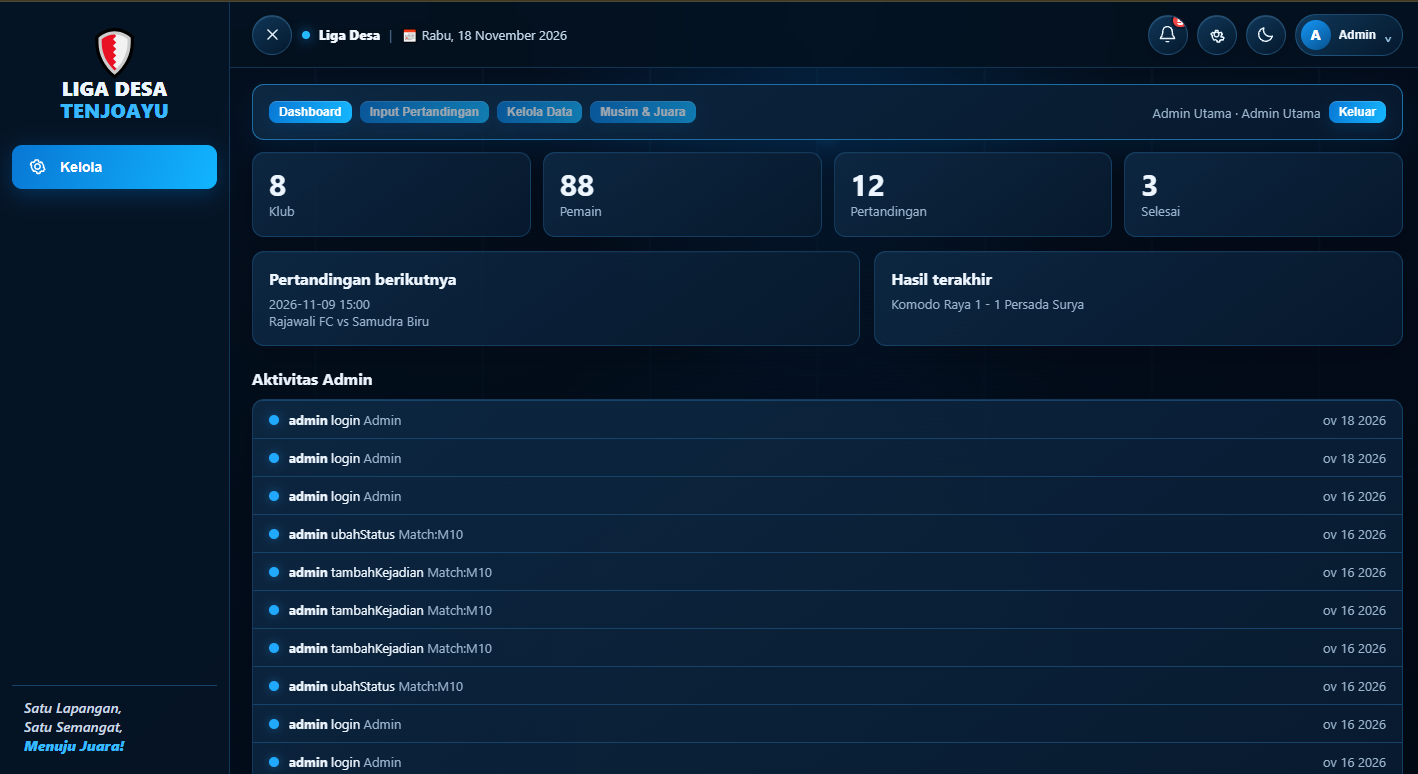 LIGA DESA
TENJOAYU
Kelola
Satu Lapangan,
Satu Semangat,
Menuju Juara!
Liga Desa | Rabu, 18 November 2026
A Admin
Dashboard Input Pertandingan Kelola Data Musim & Juara Admin Utama · Admin Utama Keluar
8
Klub
88
Pemain
12
Pertandingan
3
Selesai
Pertandingan berikutnya
2026-11-09 15:00
Rajawali FC vs Samudra Biru
Hasil terakhir
Komodo Raya 1 - 1 Persada Surya
Aktivitas Admin
admin login Admin ov 18 2026
admin login Admin ov 18 2026
admin login Admin ov 16 2026
admin ubahStatus Match:M10 ov 16 2026
admin tambahKejadian Match:M10 ov 16 2026
admin tambahKejadian Match:M10 ov 16 2026
admin tambahKejadian Match:M10 ov 16 2026
admin ubahStatus Match:M10 ov 16 2026
admin login Admin ov 16 2026
admin login Admin ov 16 2026